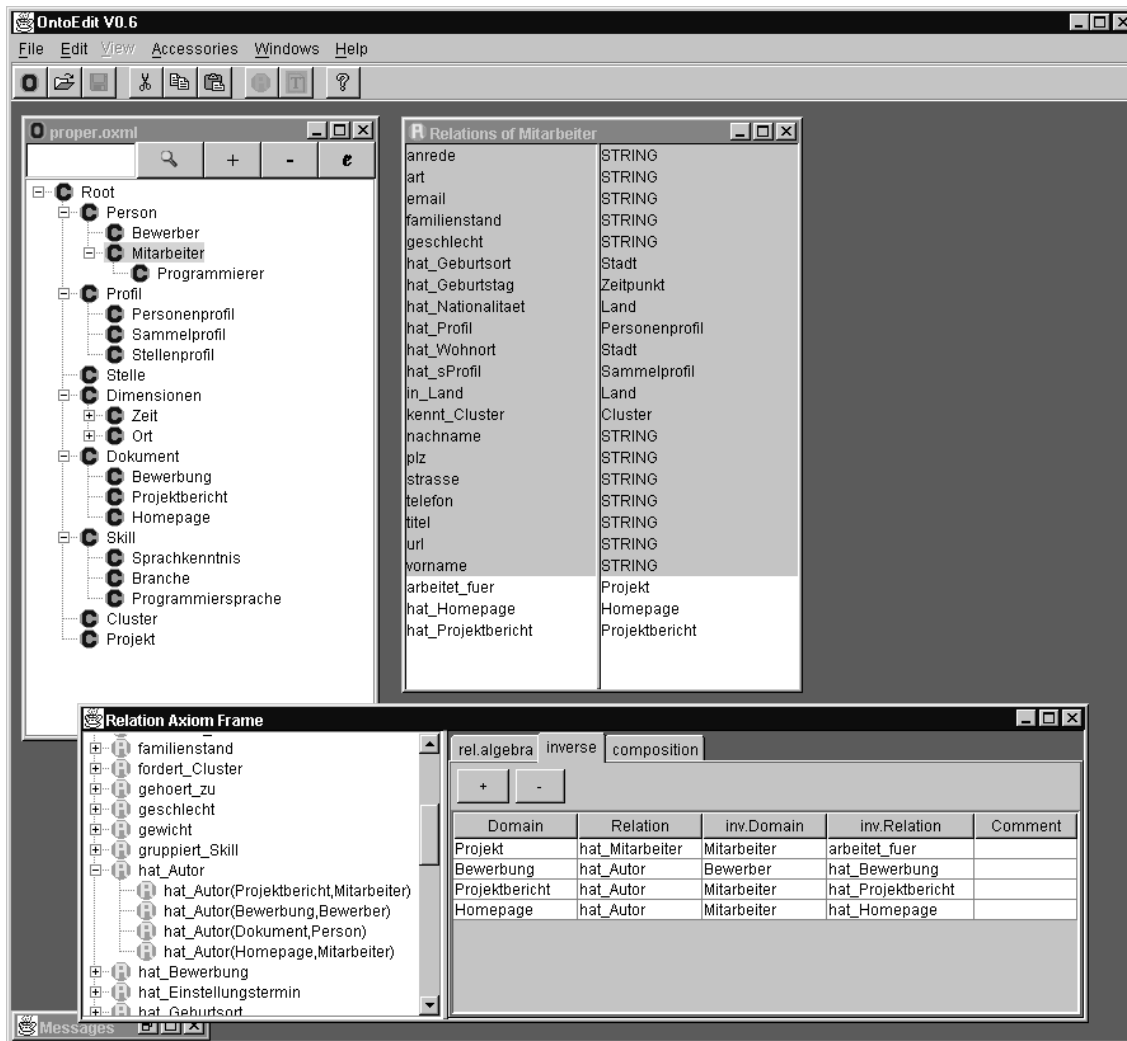 OntoEdit V0.6
File Edit View Accessories Windows Help
proper.oxml
+ - e
Root
Person
Bewerber
Mitarbeiter
Programmierer
Profil
Personenprofil
Sammelprofil
Stellenprofil
Stelle
Dimensionen
Zeit
Ort
Dokument
Bewerbung
Projektbericht
Homepage
Skill
Sprachkenntnis
Branche
Programmiersprache
Cluster
Projekt
Relations of Mitarbeiter
anrede STRING
art STRING
email STRING
familienstand STRING
geschlecht STRING
hat_Geburtsort Stadt
hat_Geburtstag Zeitpunkt
hat_Nationalitaet Land
hat_Profil Personenprofil
hat_Wohnort Stadt
hat_sProfil Sammelprofil
in_Land Land
kennt_Cluster Cluster
nachname STRING
plz STRING
strasse STRING
telefon STRING
titel STRING
url STRING
vorname STRING
arbeitet_fuer Projekt
hat_Homepage Homepage
hat_Projektbericht Projektbericht
Relation Axiom Frame
familienstand
fordert_Cluster
gehoert_zu
geschlecht
gewicht
gruppiert_Skill
hat_Autor
hat_Autor(Projektbericht,Mitarbeiter)
hat_Autor(Bewerbung,Bewerber)
hat_Autor(Dokument,Person)
hat_Autor(Homepage,Mitarbeiter)
hat_Bewerbung
hat_Einstellungstermin
hat_Geburtsort
rel.algebra inverse composition
+ -
Domain Relation inv.Domain inv.Relation Comment
Projekt hat_Mitarbeiter Mitarbeiter arbeitet_fuer
Bewerbung hat_Autor Bewerber hat_Bewerbung
Projektbericht hat_Autor Mitarbeiter hat_Projektbericht
Homepage hat_Autor Mitarbeiter hat_Homepage
Messages